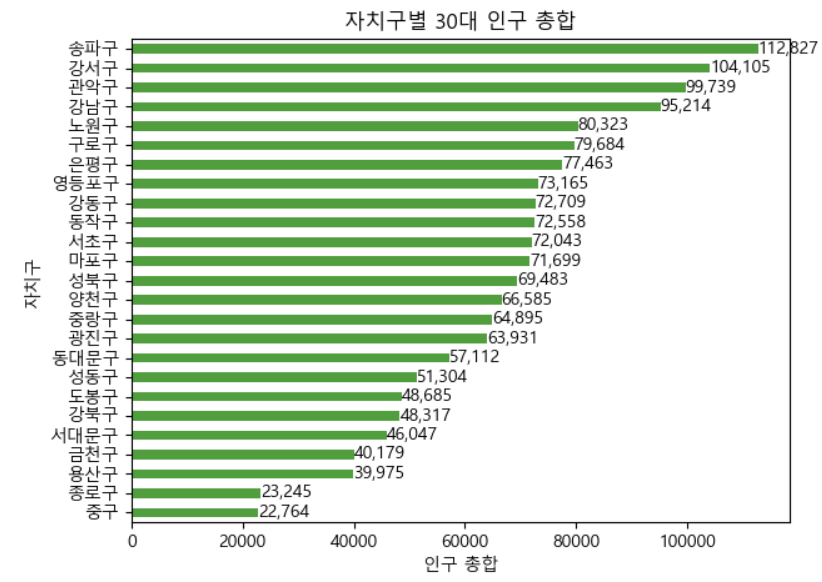 자치구별 30대 인구 총합
송파구 112,827
강서구 104,105
관악구 99,739
강남구 95,214
노원구 80,323
구로구 79,684
은평구 77,463
영등포구 73,165
강동구 72,709
동작구 72,558
서초구 72,043
마포구 71,699
성북구 69,483
양천구 66,585
중랑구 64,895
광진구 63,931
동대문구 57,112
성동구 51,304
도봉구 48,685
강북구 48,317
서대문구 46,047
금천구 40,179
용산구 39,975
종로구 23,245
중구 22,764
자치구
0 20000 40000 60000 80000 100000
인구 총합